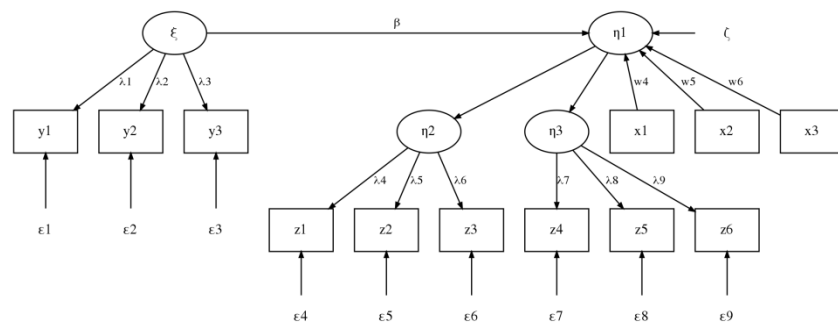 β
ξ η1 ζ
λ1 λ2 λ3 w4 w5 w6
y1 y2 y3 η2 η3 x1 x2 x3
λ4 λ5 λ6 λ7 λ8 λ9
ε1 ε2 ε3 z1 z2 z3 z4 z5 z6
ε4 ε5 ε6 ε7 ε8 ε9